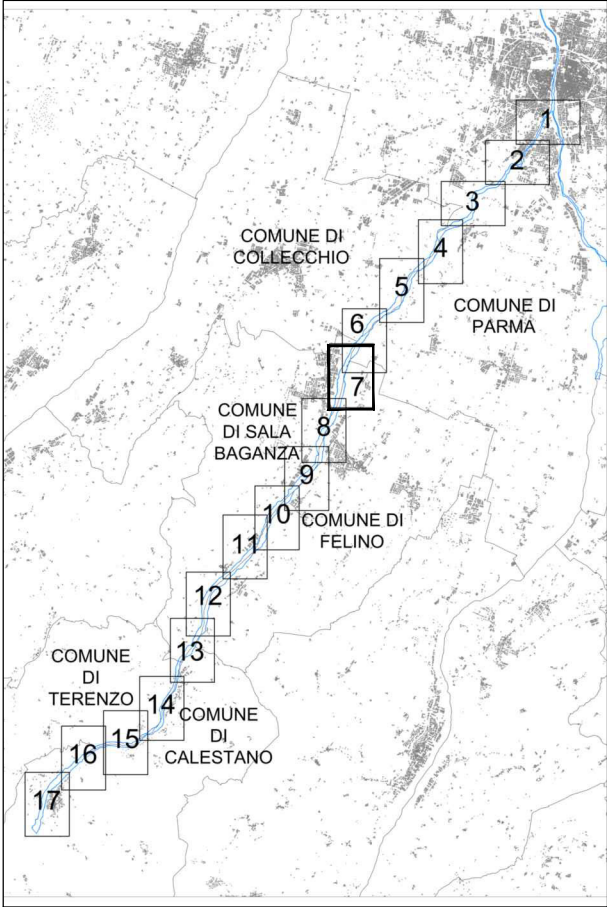 1
2
3
COMUNE DI
COLLECCHIO
4
5
COMUNE DI
PARMA
6
7
COMUNE
DI SALA
BAGANZA
8
9
10
COMUNE DI
FELINO
11
12
13
COMUNE
DI
TERENZO
14
COMUNE
DI
CALESTANO
15
16
17